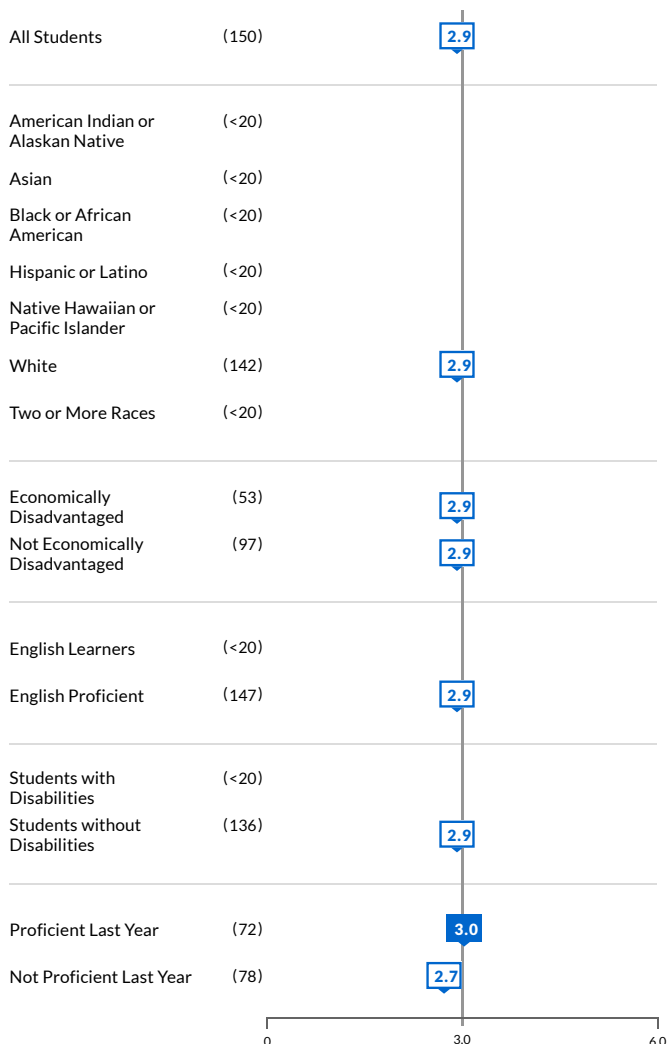 All Students (150) 2.9
American Indian or (<20)
Alaskan Native
Asian (<20)
Black or African (<20)
American
Hispanic or Latino (<20)
Native Hawaiian or (<20)
Pacific Islander
White (142) 2.9
Two or More Races (<20)
Economically (53) 2.9
Disadvantaged
Not Economically (97) 2.9
Disadvantaged
English Learners (<20)
English Proficient (147) 2.9
Students with (<20)
Disabilities
Students without (136) 2.9
Disabilities
Proficient Last Year (72) 3.0
Not Proficient Last Year (78) 2.7
0 3.0 6.0